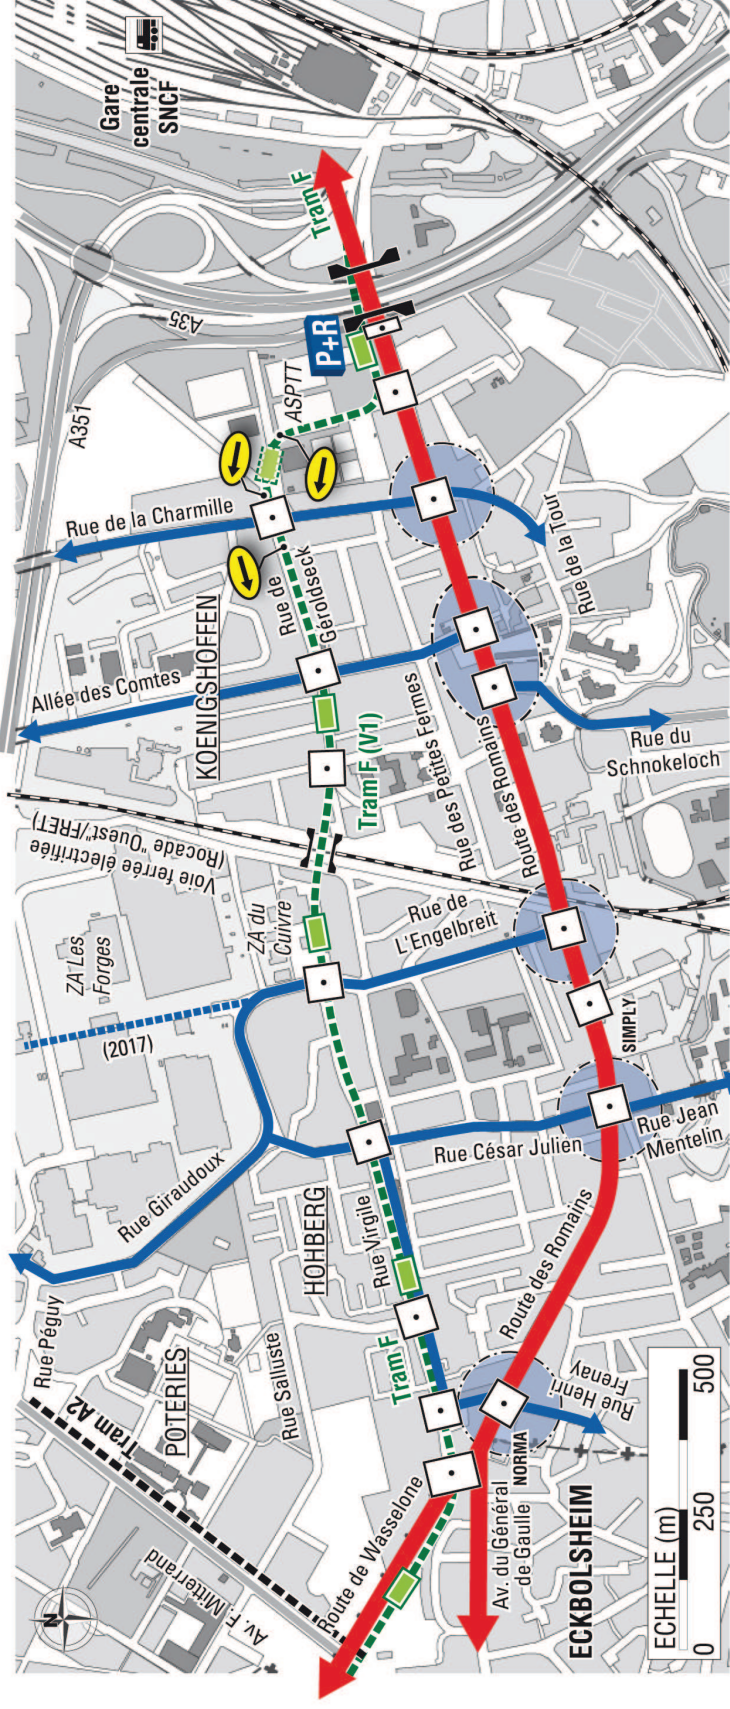 Gare
centrale
SNCF
Tram F
A35
A351
P+R
ASPTT
Rue de la Charmille
Rue de
Géroldseck
Rue de la Tour
KOENIGSHOFFEN
Allée des Comtes
Tram F (V1)
Rue des Petites Fermes
Route des Romains
Rue du
Schnokeloch
Voie ferrée électrifiée
(Rocade "Ouest/FRET)
ZA Les
Forges
ZA du
Cuivre
Rue de
L'Engelbreit
(2017)
SIMPLY
Rue Giraudoux
HOHBERG
Rue Virgile
Rue César Julien
Rue Jean
Mentelin
Rue Péguy
Tram A2
POTERIES
Rue Salluste
Tram F
Route des Romains
Rue Henri
Frenay
NORMA
Route de Wasselone
Av. du Général
de Gaulle
Av. F. Mitterrand
N
ECKBOLSHEIM
ECHELLE (m)
0
250
500